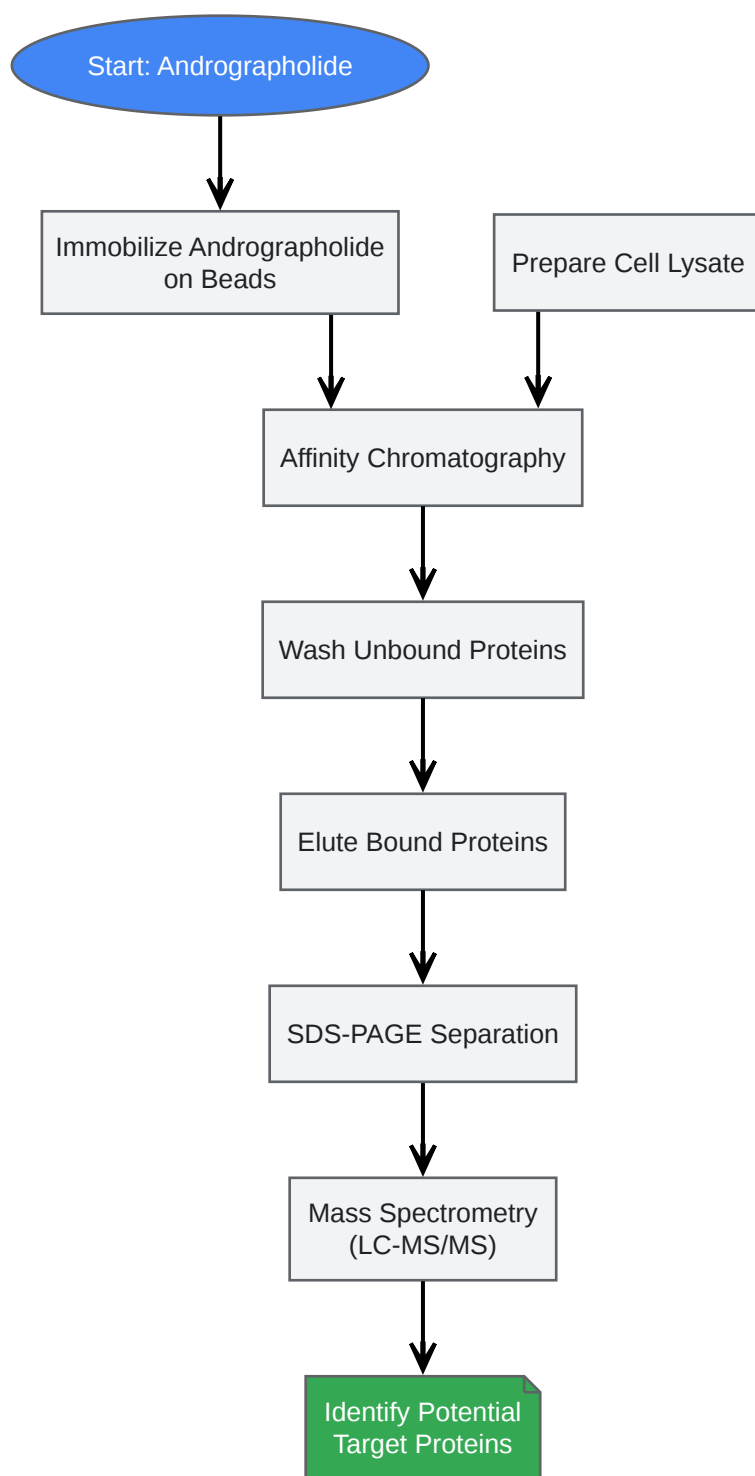 Start: Andrographolide
Immobilize Andrographolide
on Beads
Prepare Cell Lysate
Affinity Chromatography
Wash Unbound Proteins
Elute Bound Proteins
SDS-PAGE Separation
Mass Spectrometry
(LC-MS/MS)
Identify Potential
Target Proteins